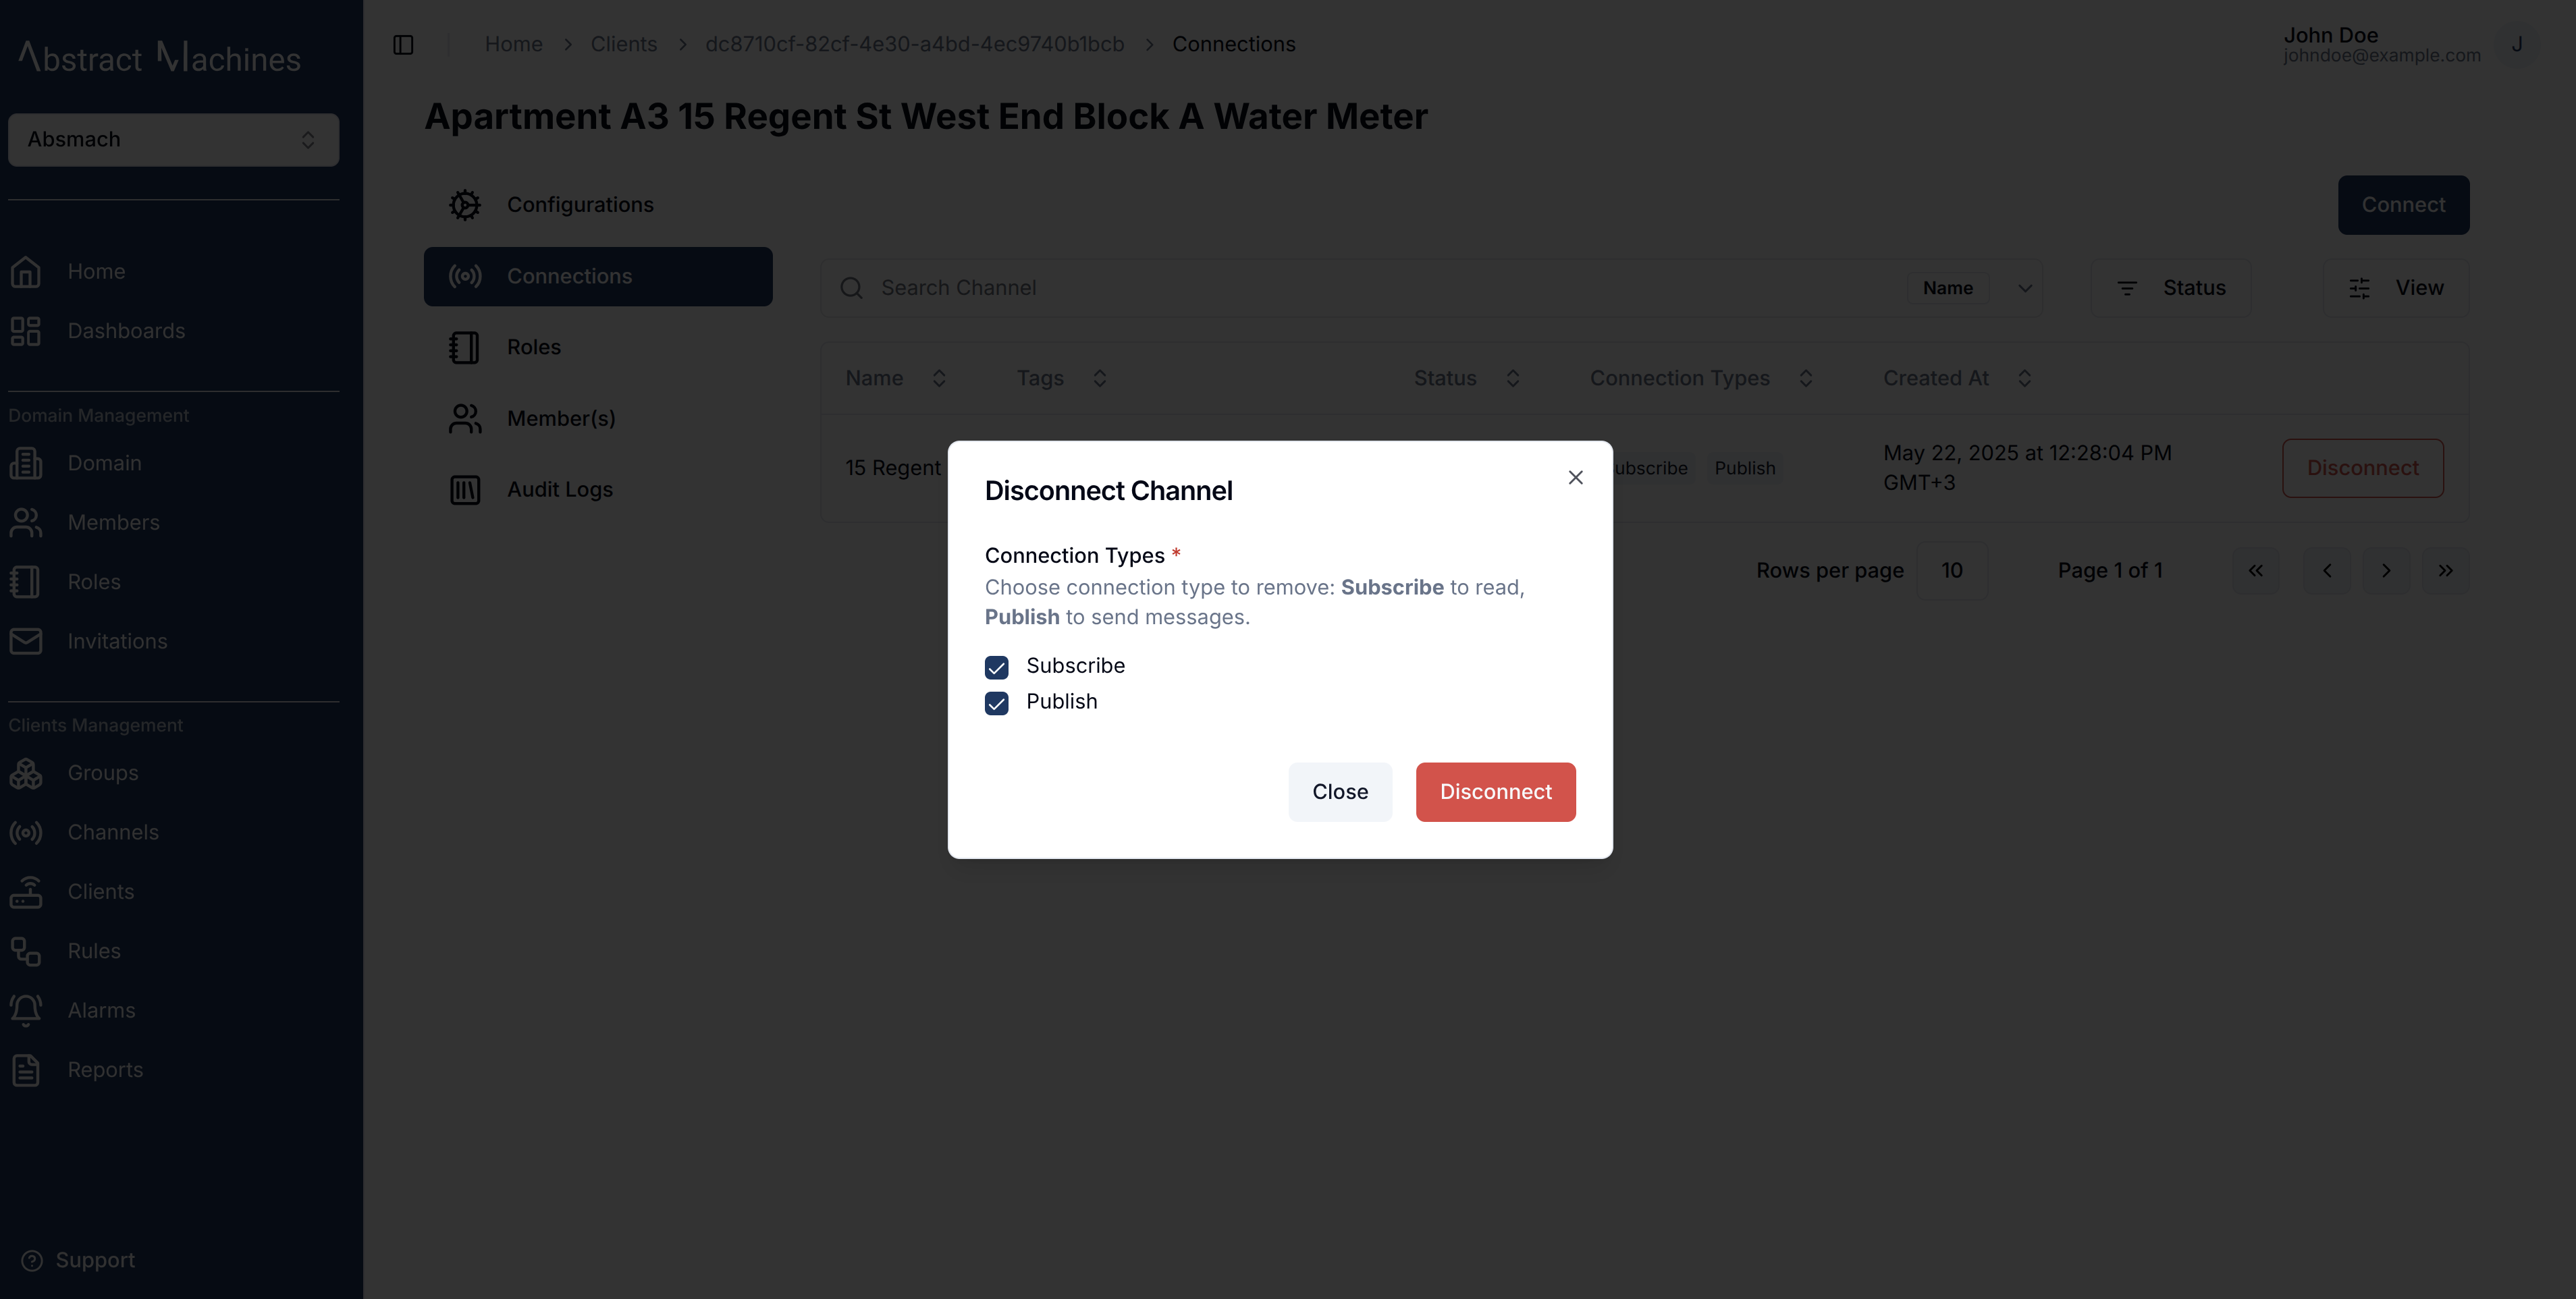 Abstract Machines
Absmach
Home
Dashboards
Domain Management
Domain
Members
Roles
Invitations
Clients Management
Groups
Channels
Clients
Rules
Alarms
Reports
Support
Home > Clients > dc8710cf-82cf-4e30-a4bd-4ec9740b1bcb > Connections
John Doe
johndoe@example.com
J
Apartment A3 15 Regent St West End Block A Water Meter
Configurations
Connections
Roles
Member(s)
Audit Logs
Connect
Search Channel
Name
Status
View
Name Tags Status Connection Types Created At
15 Regent
Publish
May 22, 2025 at 12:28:04 PM
GMT+3
Disconnect
Rows per page 10 Page 1 of 1
Disconnect Channel
Connection Types *
Choose connection type to remove: Subscribe to read,
Publish to send messages.
Subscribe
Publish
Close
Disconnect